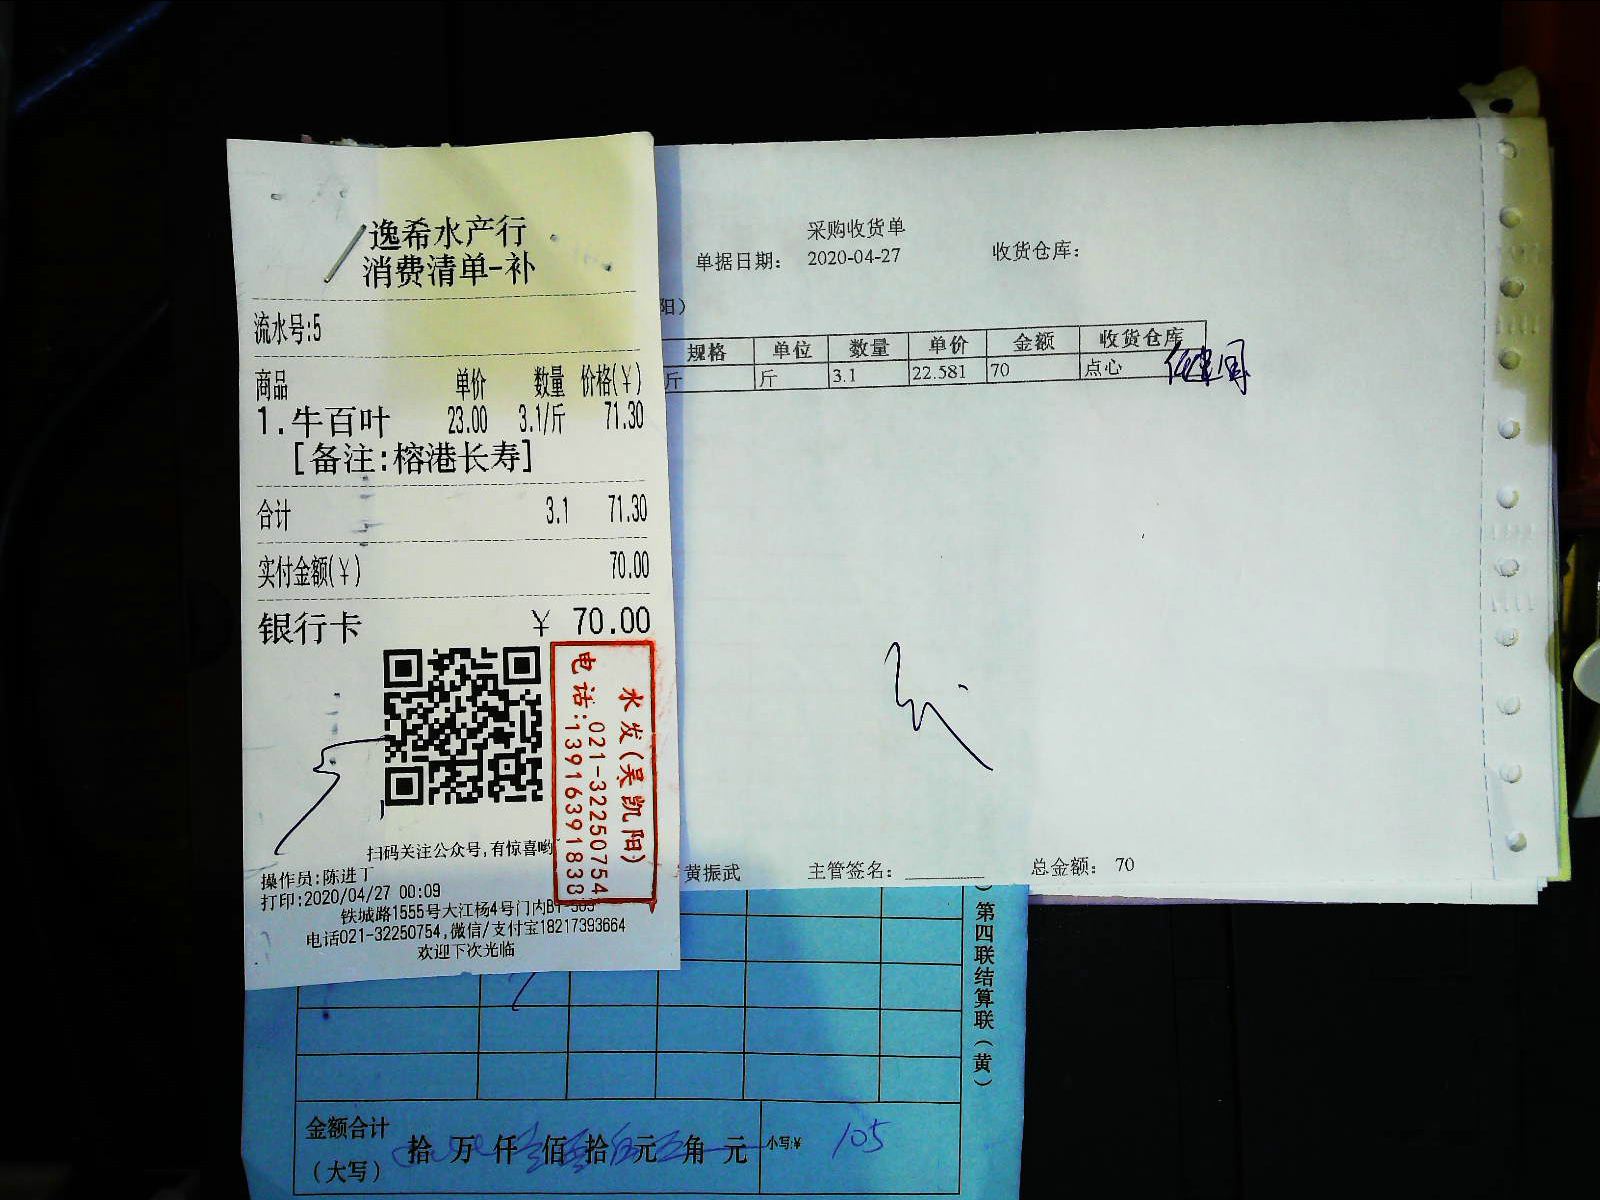 逸希水产行
消费清单-补
流水号:5
商品 单价 数量 价格(¥)
1.牛百叶 23.00 3.1/斤 71.30
[备注:榕港长寿]
合计 3.1 71.30
实付金额(¥) 70.00
银行卡 ¥ 70.00
水发(吴凯阳)
电话:021-32250754
13916391838
扫码关注公众号,有惊喜哟
操作员:陈进丁
打印:2020/04/27 00:09
铁城路1555号大江杨4号门内B1-
电话021-32250754,微信/支付宝18217393664
欢迎下次光临
采购收货单
单据日期: 2020-04-27 收货仓库:
阳)
规格 单位 数量 单价 金额 收货仓库
斤 斤 3.1 22.581 70 点心
黄振武 主管签名: 总金额: 70
)第四联结算联(黄)
金额合计
(大写)
拾 万 仟 佰 拾 元 角 元 小写:¥ 105